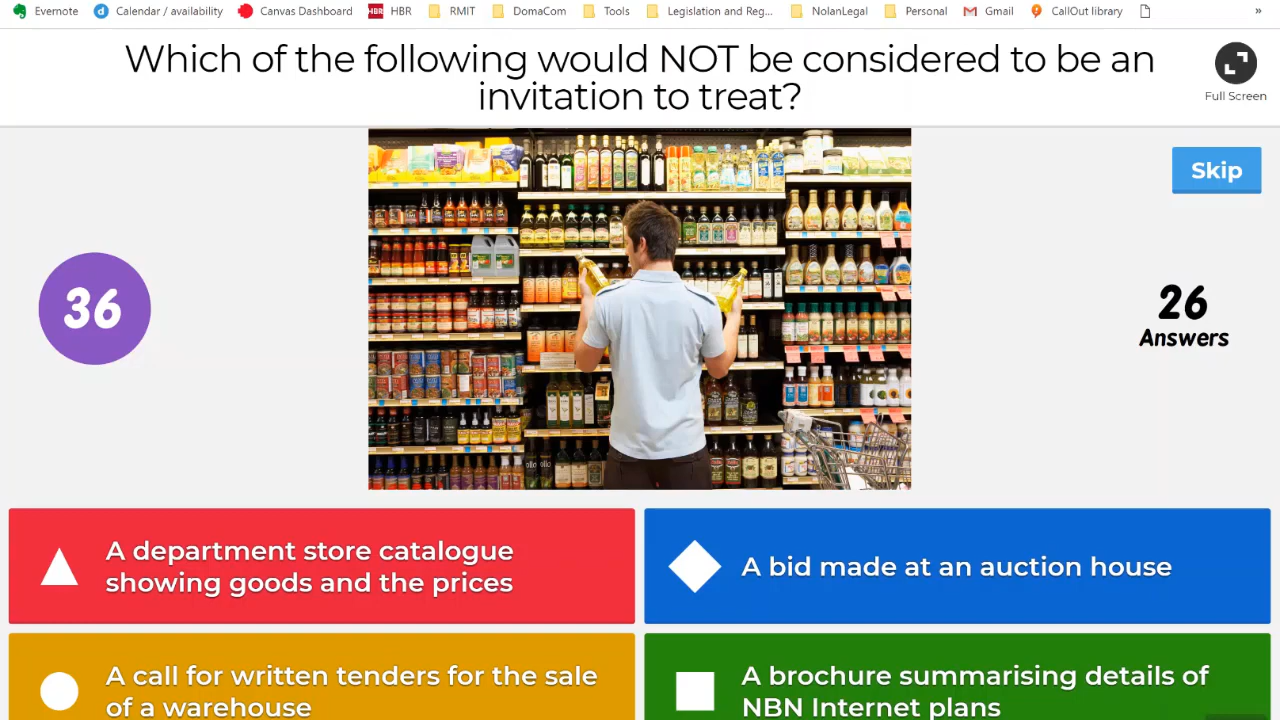 Evernote Calendar / availability Canvas Dashboard HBR HBR RMIT DomaCom Tools Legislation and Reg... NolanLegal Personal Gmail CallOut library »
Which of the following would NOT be considered to be an
invitation to treat?
Full Screen
Skip
36
26
Answers
A department store catalogue
showing goods and the prices
A bid made at an auction house
A call for written tenders for the sale
of a warehouse
A brochure summarising details of
NBN Internet plans